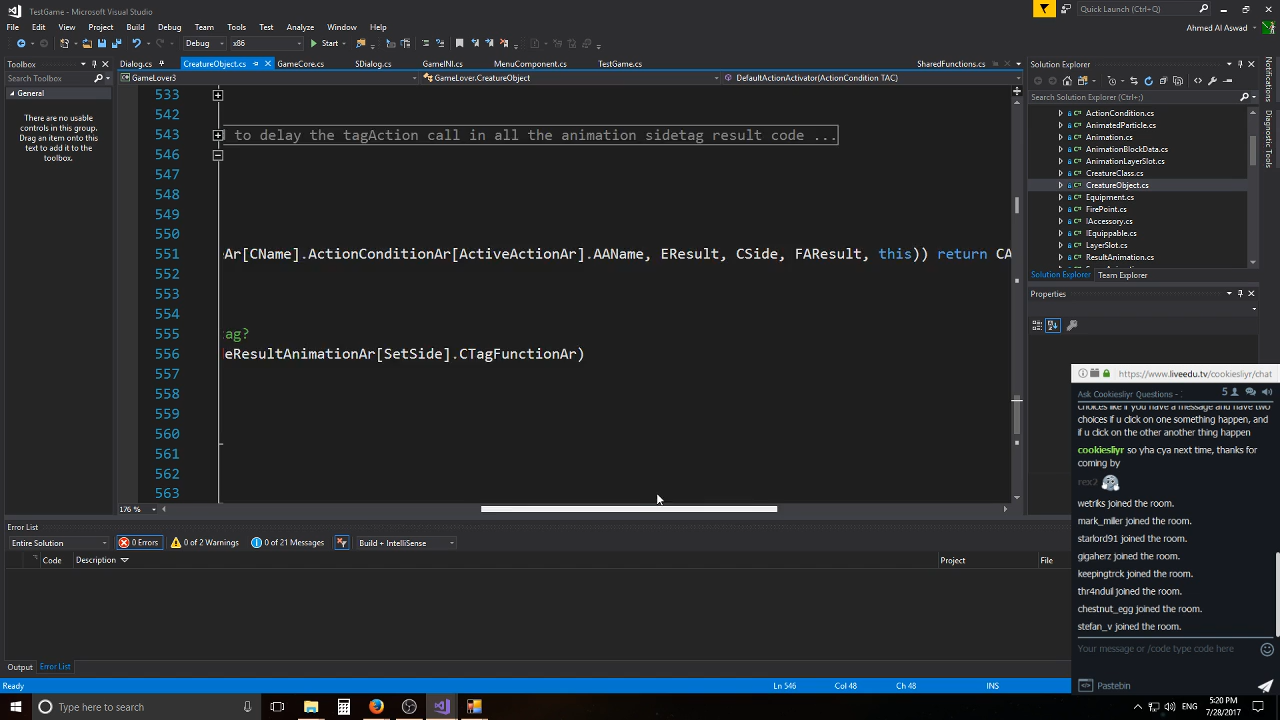 TestGame - Microsoft Visual Studio
Quick Launch (Ctrl+Q)
File Edit View Project Build Debug Team Tools Test Analyze Window Help
Ahmed Al Aswad
Debug x86 Start
Toolbox
Dialog.cs CreatureObject.cs GameCore.cs SDialog.cs GameINI.cs MenuComponent.cs TestGame.cs SharedFunctions.cs
Solution Explorer
Search Toolbox
GameLover3 GameLover.CreatureObject DefaultActionActivator(ActionCondition TAC)
General
There are no usable
controls in this group.
Drag an item onto this
text to add it to the
toolbox.
533
542
543 to delay the tagAction call in all the animation sidetag result code ...
546
547
548
549
550
551 Ar[CName].ActionConditionAr[ActiveActionAr].AAName, EResult, CSide, FAResult, this)) return CA
552
553
554
555 ag?
556 eResultAnimationAr[SetSide].CTagFunctionAr)
557
558
559
560
561
562
563
176 %
Search Solution Explorer (Ctrl+;)
ActionCondition.cs
AnimatedParticle.cs
Animation.cs
AnimationBlockData.cs
AnimationLayerSlot.cs
CreatureClass.cs
CreatureObject.cs
Equipment.cs
FirePoint.cs
IAccessory.cs
IEquippable.cs
LayerSlot.cs
ResultAnimation.cs
Solution Explorer Team Explorer
Properties
Notifications
Diagnostic Tools
https://www.liveedu.tv/cookiesliyr/chat
Ask Cookiesliyr Questions - 5
choices like if you have a message and have two
choices if u click on one something happen, and
if u click on the other another thing happen
cookiesliyr so yha cya next time, thanks for
coming by
rex2
wetriks joined the room.
mark_miller joined the room.
starlord91 joined the room.
gigaherz joined the room.
keepingtrck joined the room.
thr4ndul joined the room.
chestnut_egg joined the room.
stefan_v joined the room.
Your message or /code type code here
Pastebin
Error List
Entire Solution 0 Errors 0 of 2 Warnings 0 of 21 Messages Build + IntelliSense
Code Description Project File
Output Error List
Ready Ln 546 Col 48 Ch 48 INS
Type here to search
ENG
5:20 PM
7/28/2017